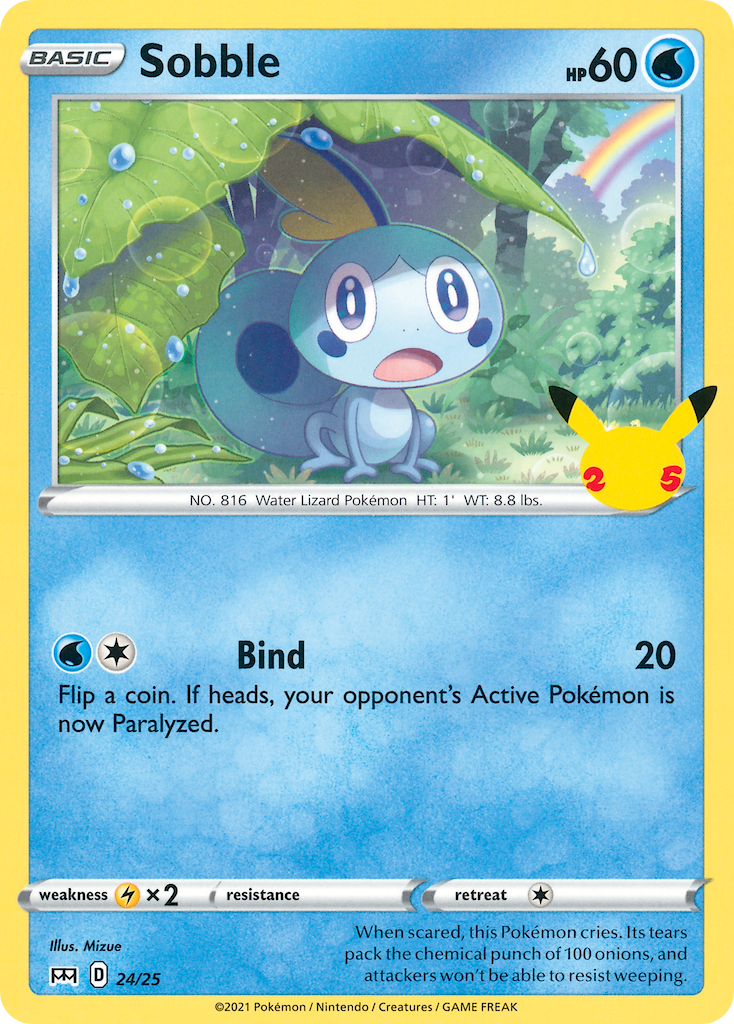 BASIC Sobble HP60
25
NO. 816 Water Lizard Pokémon HT: 1' WT: 8.8 lbs.
Bind 20
Flip a coin. If heads, your opponent's Active Pokémon is
now Paralyzed.
weakness ×2 resistance retreat
When scared, this Pokémon cries. Its tears
pack the chemical punch of 100 onions, and
attackers won't be able to resist weeping.
Illus. Mizue
D 24/25
©2021 Pokémon / Nintendo / Creatures / GAME FREAK